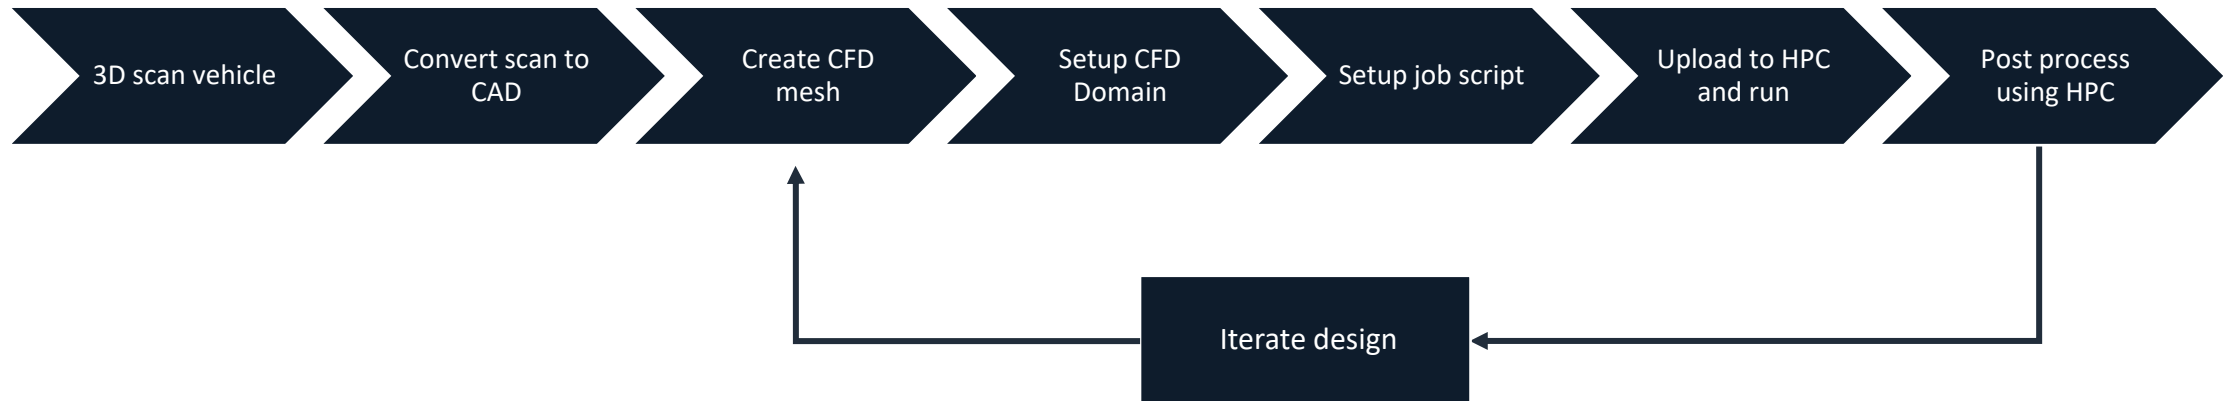 3D scan vehicle
Convert scan to
CAD
Create CFD
mesh
Setup CFD
Domain
Setup job script
Upload to HPC
and run
Post process
using HPC
Iterate design